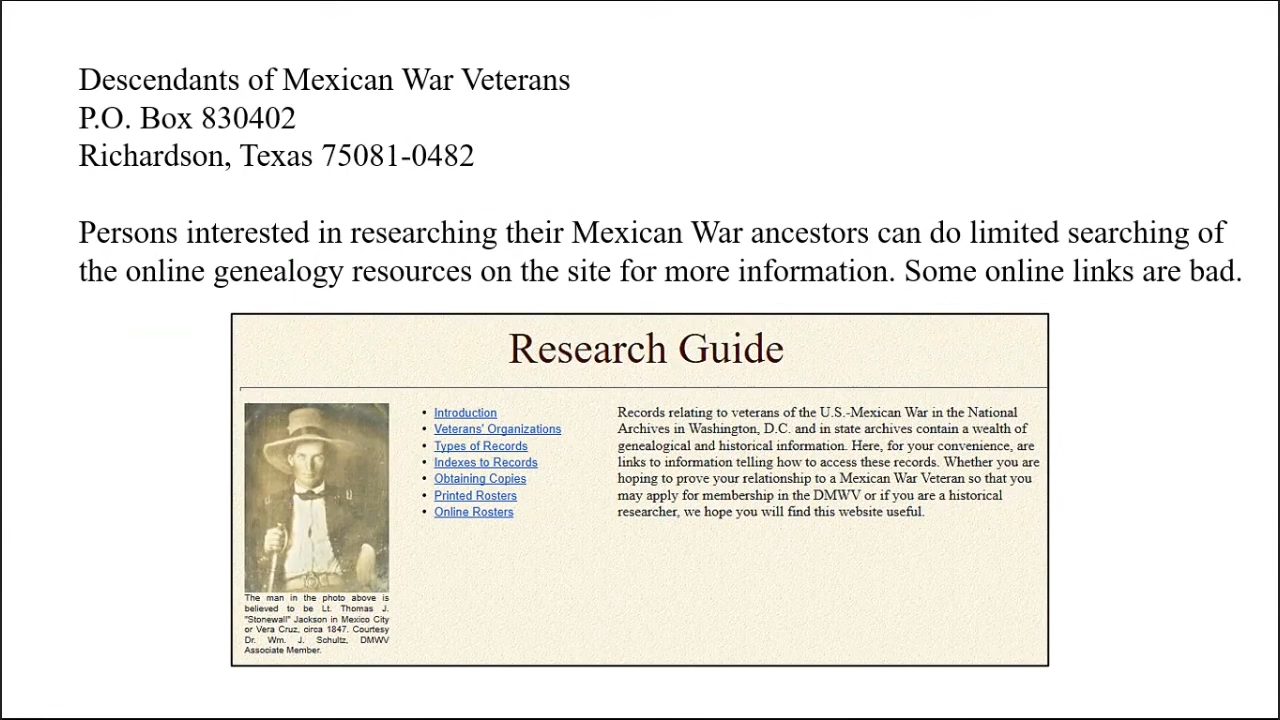 Descendants of Mexican War Veterans
P.O. Box 830402
Richardson, Texas 75081-0482
Persons interested in researching their Mexican War ancestors can do limited searching of
the online genealogy resources on the site for more information. Some online links are bad.
Research Guide
• Introduction
• Veterans' Organizations
• Types of Records
• Indexes to Records
• Obtaining Copies
• Printed Rosters
• Online Rosters
Records relating to veterans of the U.S.-Mexican War in the National
Archives in Washington, D.C. and in state archives contain a wealth of
genealogical and historical information. Here, for your convenience, are
links to information telling how to access these records. Whether you are
hoping to prove your relationship to a Mexican War Veteran so that you
may apply for membership in the DMWV or if you are a historical
researcher, we hope you will find this website useful.
The man in the photo above is
believed to be Lt. Thomas J.
"Stonewall" Jackson in Mexico City
or Vera Cruz, circa 1847. Courtesy
Dr. Wm. J. Schultz, DMWV
Associate Member.